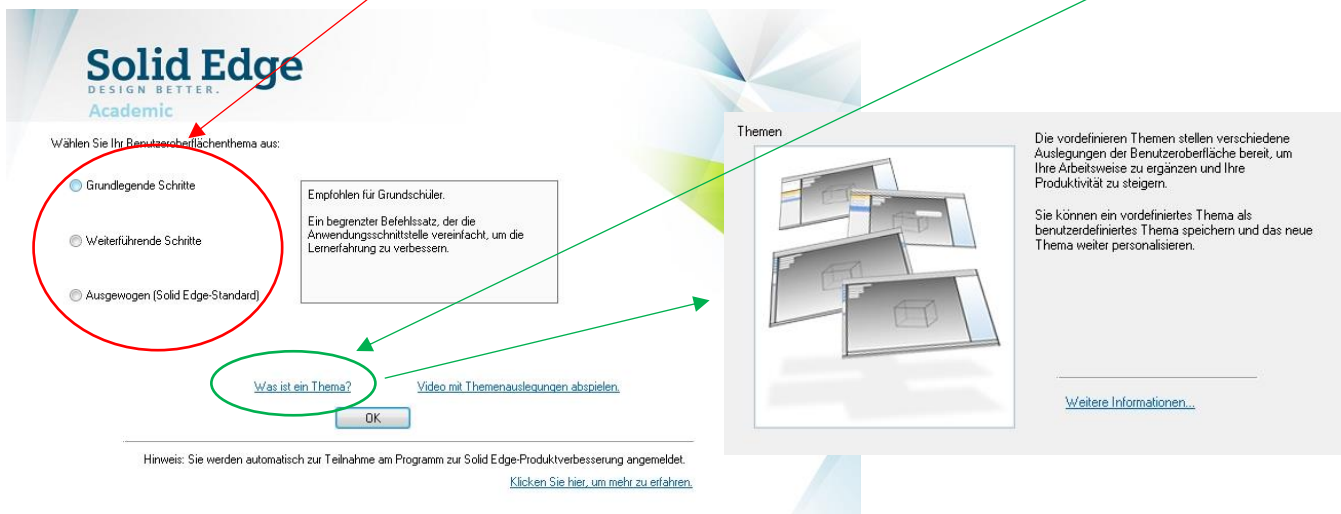 Solid Edge
DESIGN BETTER.
Academic
Wählen Sie Ihr Benutzeroberflächenthema aus:
Grundlegende Schritte
Weiterführende Schritte
Ausgewogen (Solid Edge-Standard)
Empfohlen für Grundschüler.
Ein begrenzter Befehlssatz, der die
Anwendungsschnittstelle vereinfacht, um die
Lernerfahrung zu verbessern.
Was ist ein Thema?
Video mit Themenauslegungen abspielen.
OK
Hinweis: Sie werden automatisch zur Teilnahme am Programm zur Solid Edge-Produktverbesserung angemeldet.
Klicken Sie hier, um mehr zu erfahren.
Themen
Die vordefinieren Themen stellen verschiedene
Auslegungen der Benutzeroberfläche bereit, um
Ihre Arbeitsweise zu ergänzen und Ihre
Produktivität zu steigern.
Sie können ein vordefiniertes Thema als
benutzerdefiniertes Thema speichern und das neue
Thema weiter personalisieren.
Weitere Informationen...